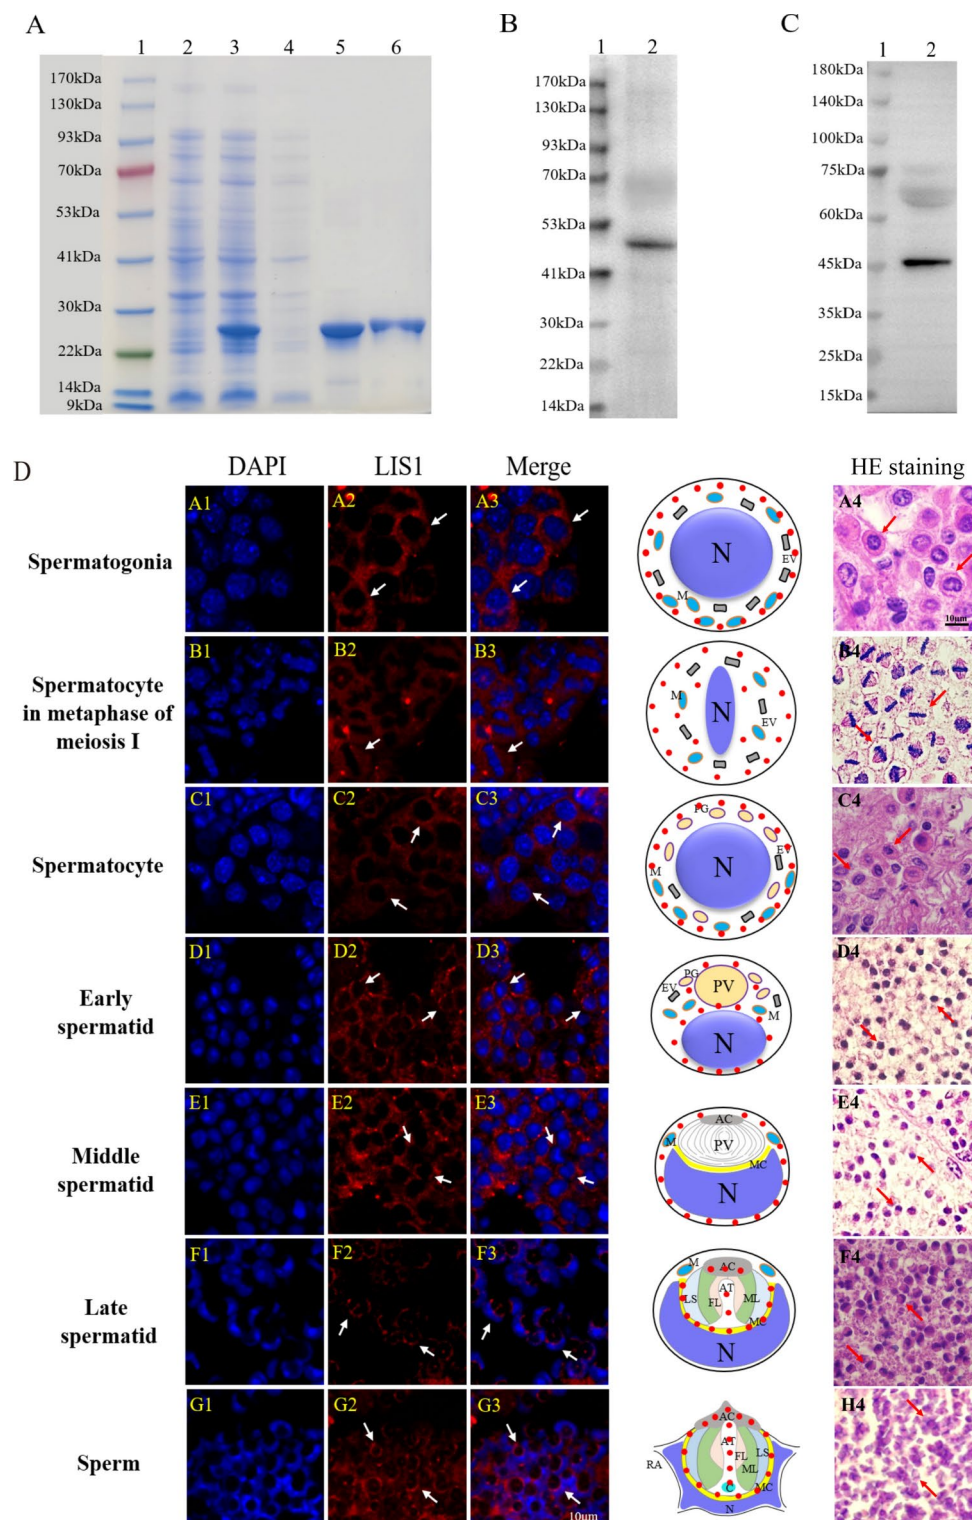 A
1 2 3 4 5 6
170kDa
130kDa
93kDa
70kDa
53kDa
41kDa
30kDa
22kDa
14kDa
9kDa
B
1 2
170kDa
130kDa
93kDa
70kDa
53kDa
41kDa
30kDa
22kDa
14kDa
C
1 2
180kDa
140kDa
100kDa
75kDa
60kDa
45kDa
35kDa
25kDa
15kDa
D
DAPI LIS1 Merge HE staining
Spermatogonia
A1 A2 A3 N EV M A4
10μm
Spermatocyte
in metaphase of
meiosis I
B1 B2 B3 M N EV B4
Spermatocyte
C1 C2 C3 PG EV N M C4
Early
spermatid
D1 D2 D3 PG EV PV M N D4
Middle
spermatid
E1 E2 E3 AC M PV MC N E4
Late
spermatid
F1 F2 F3 M AC AT LS FL ML MC N F4
Sperm
G1 G2 G3 AC AT FL LS ML RA MC C N H4
10μm